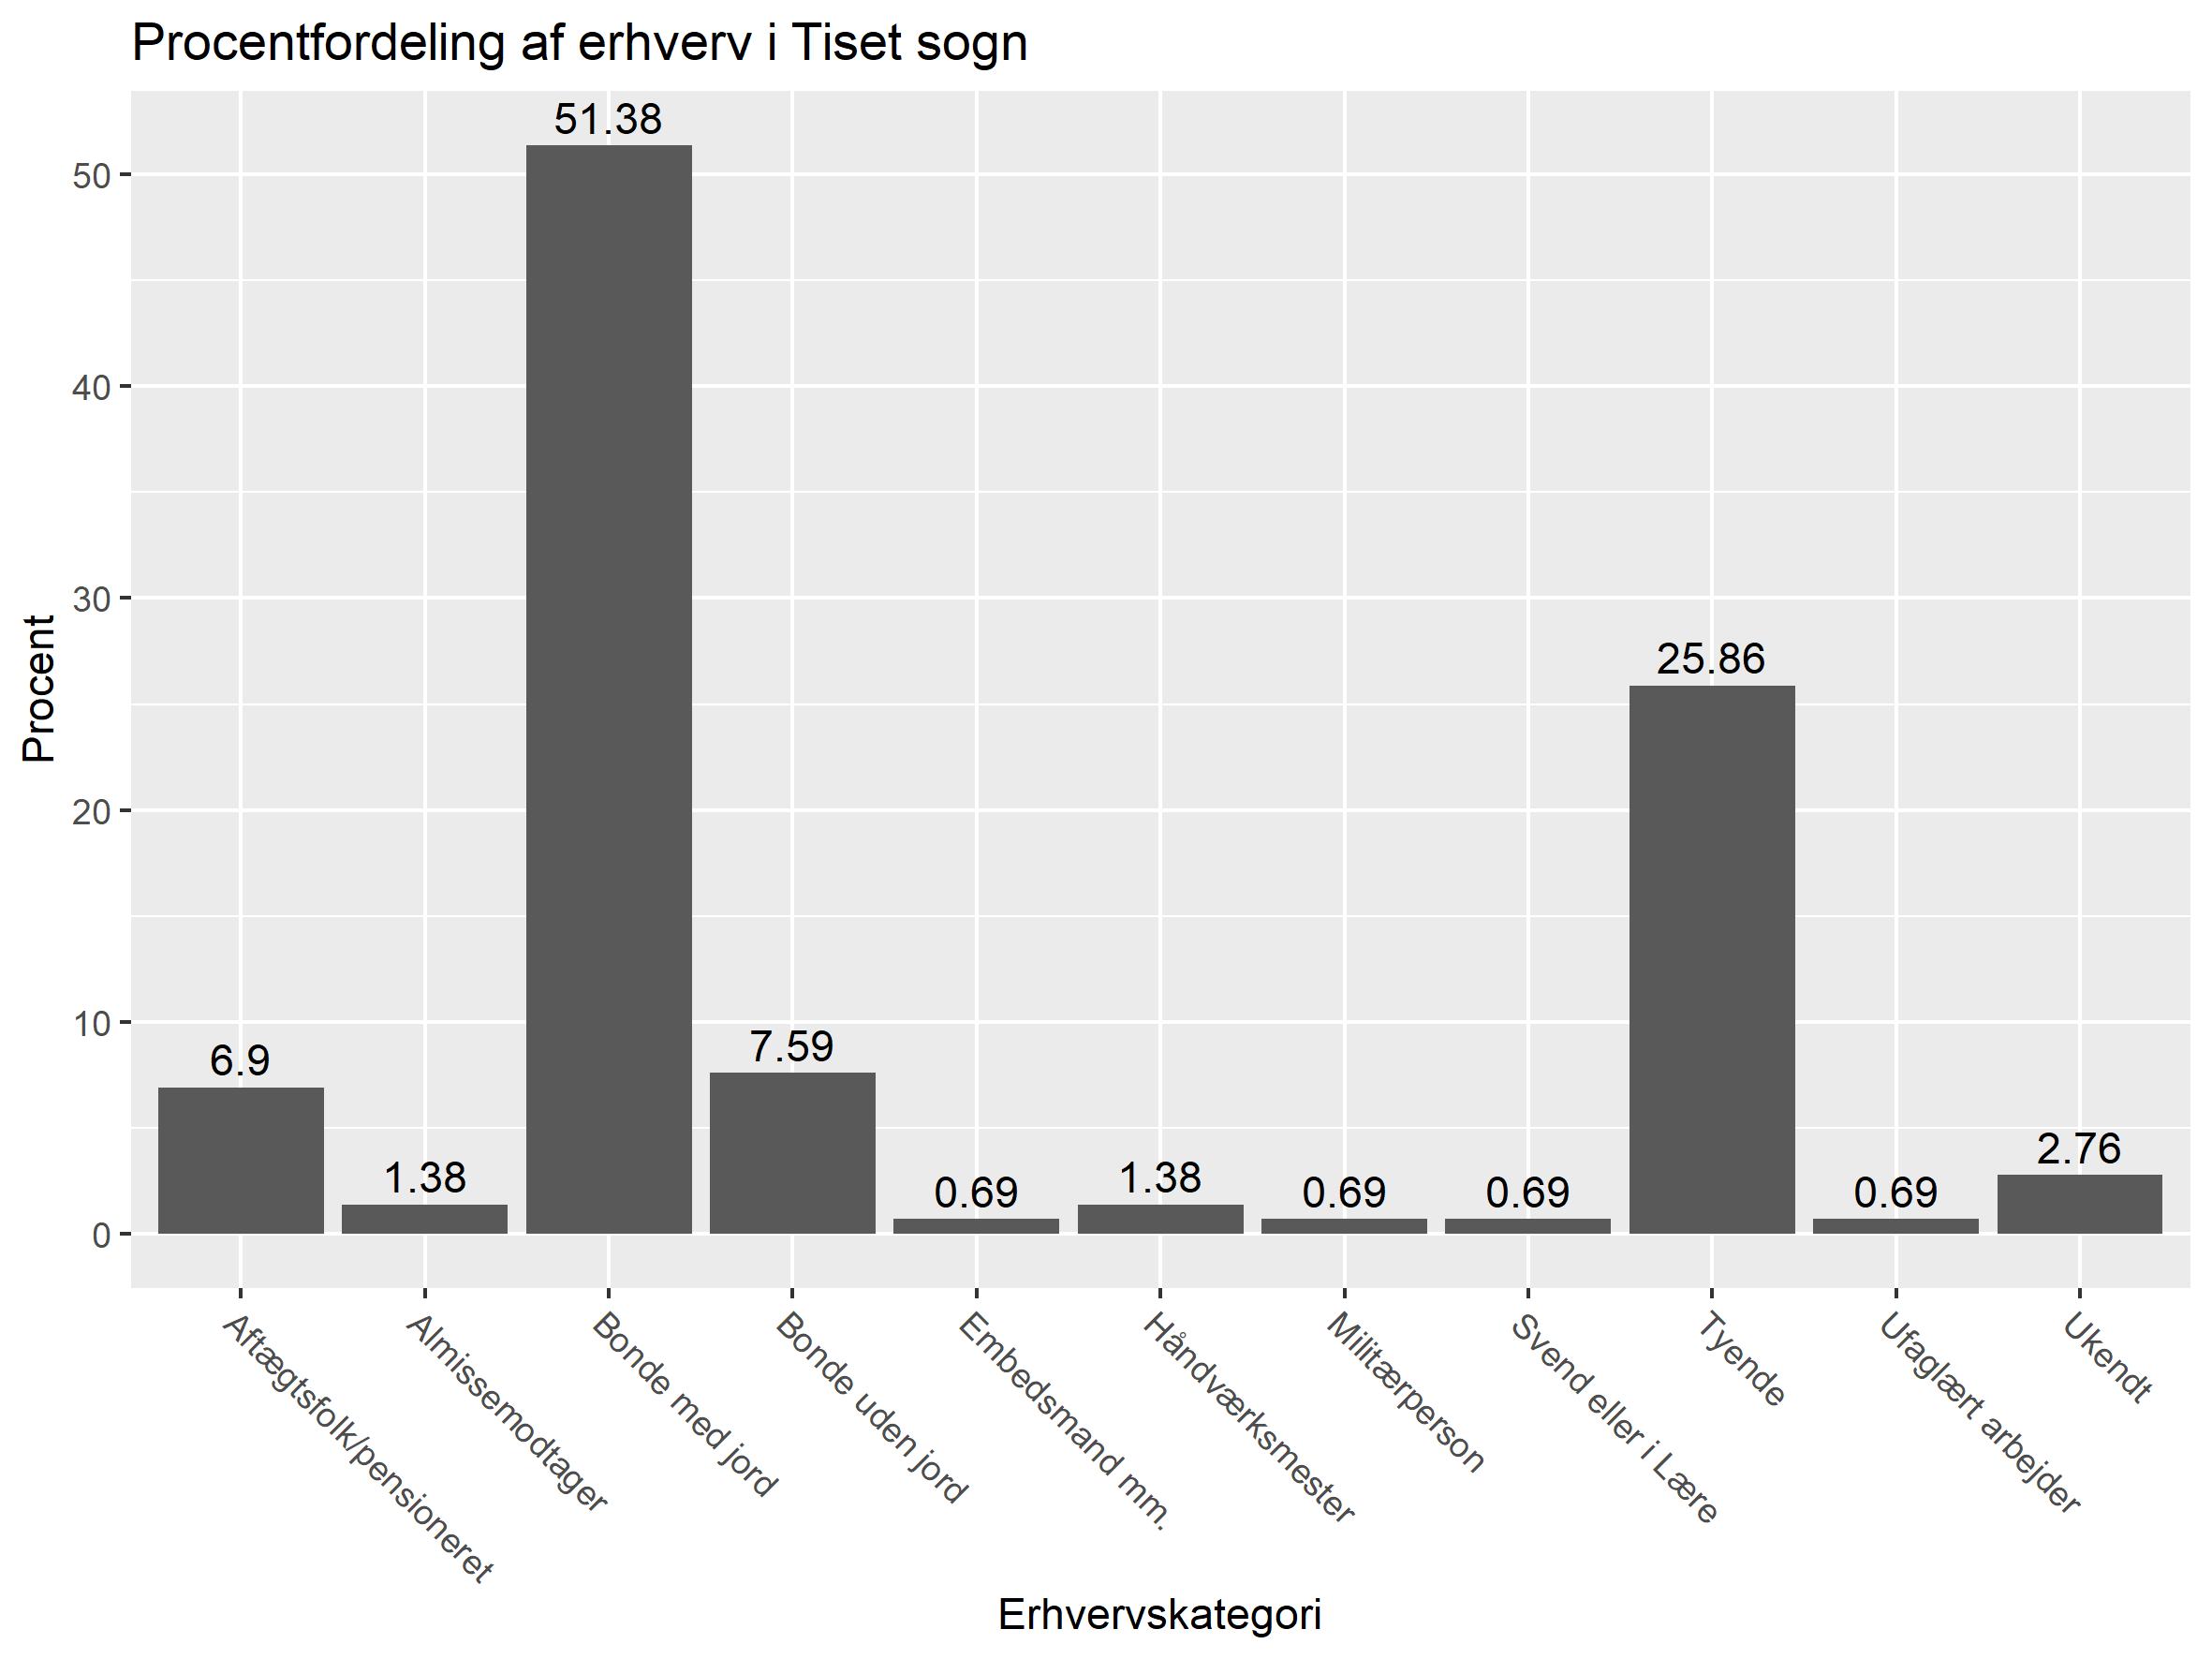 Procentfordeling af erhverv i Tiset sogn
Procent
50
40
30
20
10
0
6.9
1.38
51.38
7.59
0.69
1.38
0.69
0.69
25.86
0.69
2.76
Aftægtsfolk/pensioneret
Almissemodtager
Bonde med jord
Bonde uden jord
Embedsmand mm.
Håndværksmester
Militærperson
Svend eller i Lære
Tyende
Ufaglært arbejder
Ukendt
Erhvervskategori